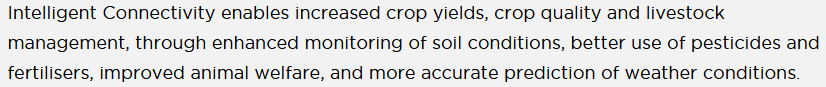 Intelligent Connectivity enables increased crop yields, crop quality and livestock
management, through enhanced monitoring of soil conditions, better use of pesticides and
fertilisers, improved animal welfare, and more accurate prediction of weather conditions.